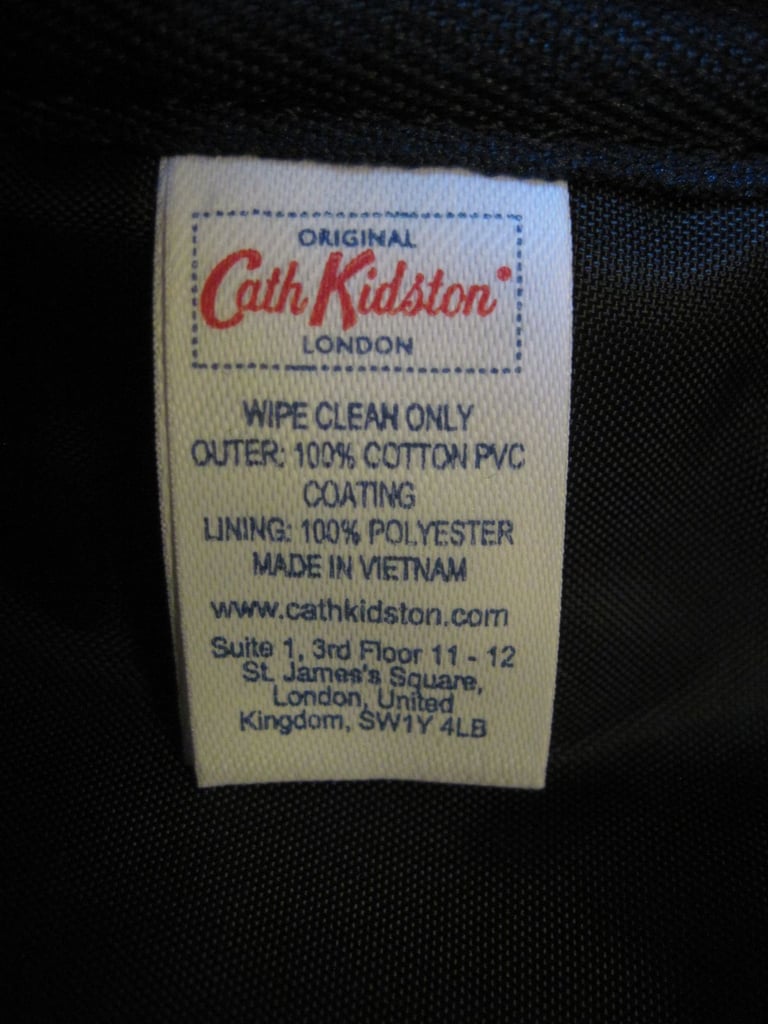 ORIGINAL
Cath Kidston
LONDON
WIPE CLEAN ONLY
OUTER: 100% COTTON PVC
COATING
LINING: 100% POLYESTER
MADE IN VIETNAM
www.cathkidston.com
Suite 1, 3rd Floor 11 - 12
St. James's Square,
London, United
Kingdom, SW1Y 4LB